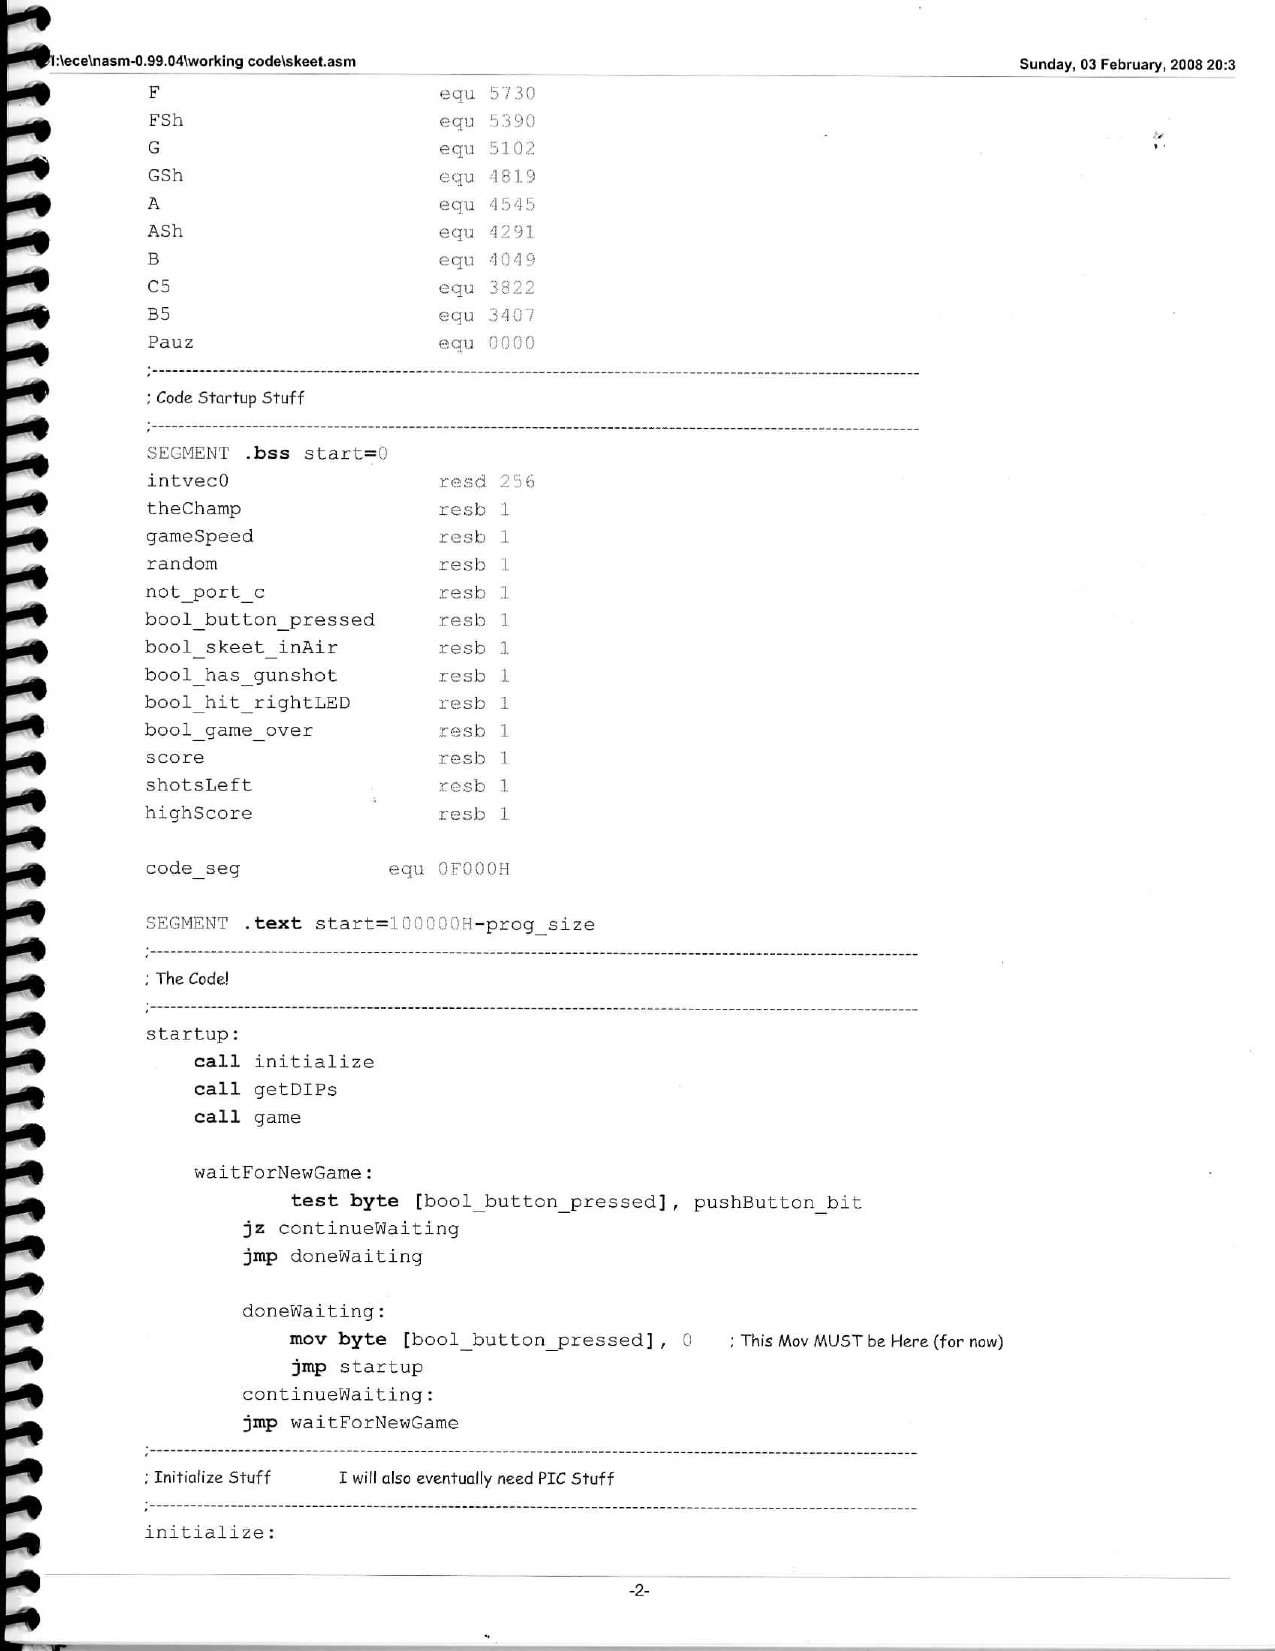 I:\ece\nasm-0.99.04\working code\skeet.asm Sunday, 03 February, 2008 20:3
F equ 5730
FSh equ 5390
G equ 5102
GSh equ 4819
A equ 4545
ASh equ 4291
B equ 4049
C5 equ 3822
B5 equ 3407
Pauz equ 0000
;------------------------------------------------------------
; Code Startup Stuff
;------------------------------------------------------------
SEGMENT .bss start=0
intvec0 resd 256
theChamp resb 1
gameSpeed resb 1
random resb 1
not_port_c resb 1
bool_button_pressed resb 1
bool_skeet_inAir resb 1
bool_has_gunshot resb 1
bool_hit_rightLED resb 1
bool_game_over resb 1
score resb 1
shotsLeft resb 1
highScore resb 1
code_seg equ 0F000H
SEGMENT .text start=100000H-prog_size
;------------------------------------------------------------
; The Code!
;------------------------------------------------------------
startup:
call initialize
call getDIPs
call game
waitForNewGame:
test byte [bool_button_pressed], pushButton_bit
jz continueWaiting
jmp doneWaiting
doneWaiting:
mov byte [bool_button_pressed], 0 ; This Mov MUST be Here (for now)
jmp startup
continueWaiting:
jmp waitForNewGame
;------------------------------------------------------------
; Initialize Stuff I will also eventually need PIC Stuff
;------------------------------------------------------------
initialize:
-2-